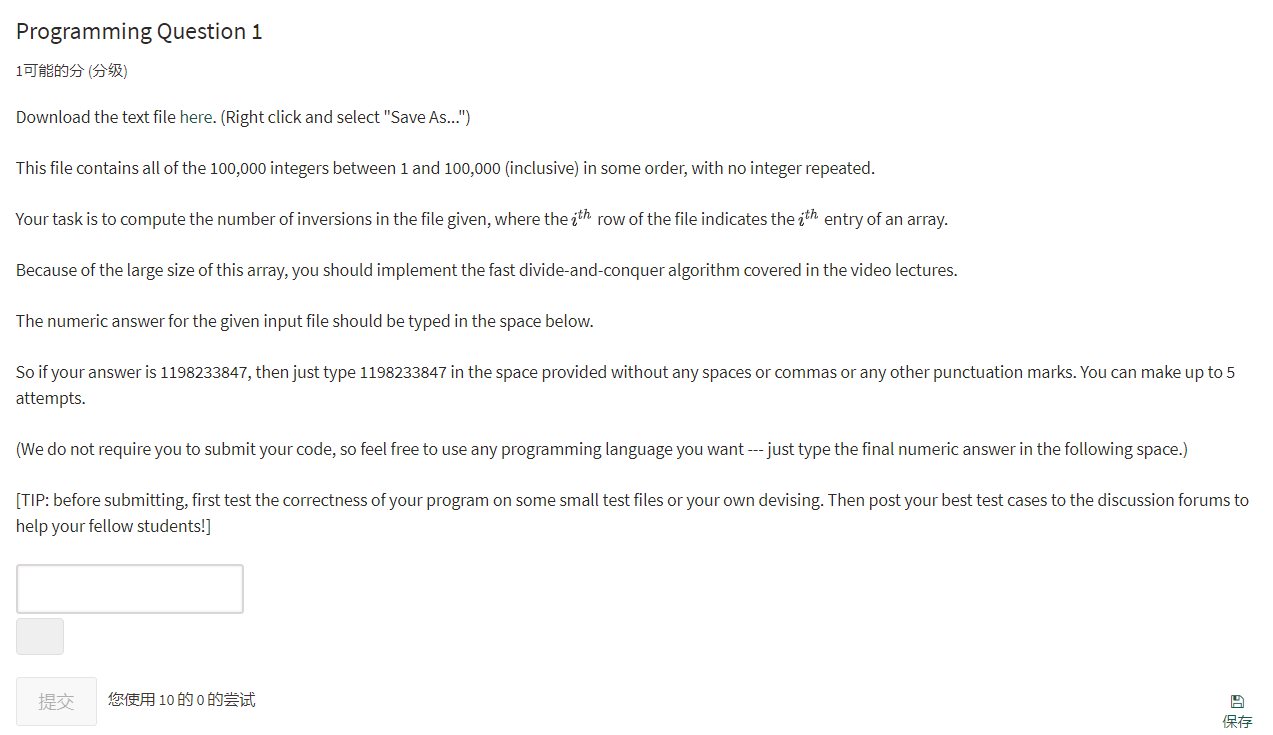 Programming Question 1
1可能的分 (分级)
Download the text file here. (Right click and select "Save As...")
This file contains all of the 100,000 integers between 1 and 100,000 (inclusive) in some order, with no integer repeated.
Your task is to compute the number of inversions in the file given, where the i^th row of the file indicates the i^th entry of an array.
Because of the large size of this array, you should implement the fast divide-and-conquer algorithm covered in the video lectures.
The numeric answer for the given input file should be typed in the space below.
So if your answer is 1198233847, then just type 1198233847 in the space provided without any spaces or commas or any other punctuation marks. You can make up to 5
attempts.
(We do not require you to submit your code, so feel free to use any programming language you want --- just type the final numeric answer in the following space.)
[TIP: before submitting, first test the correctness of your program on some small test files or your own devising. Then post your best test cases to the discussion forums to
help your fellow students!]
提交 您使用 10 的 0 的尝试
保存